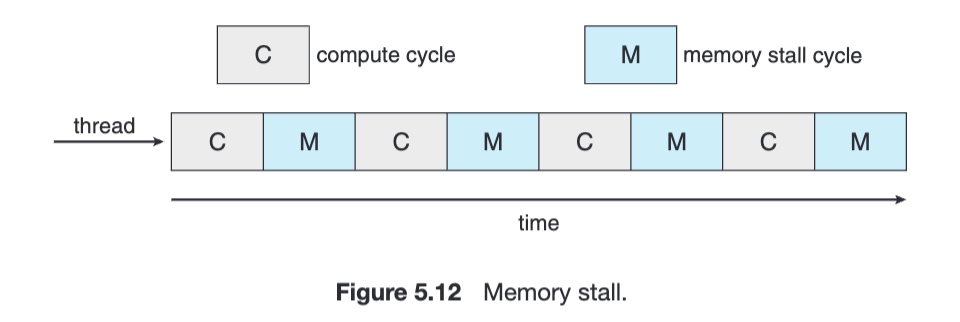 C compute cycle M memory stall cycle
thread
C M C M C M C M
time
Figure 5.12 Memory stall.